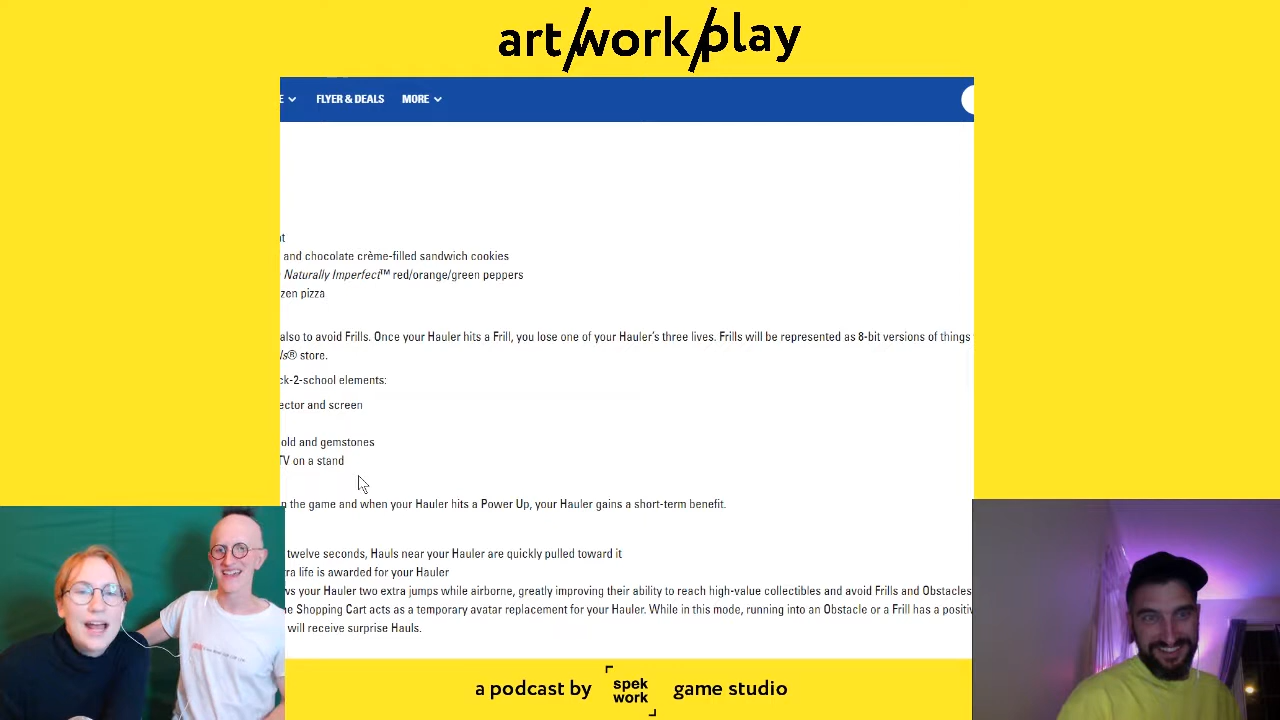 art/work/play
E FLYER & DEALS MORE
and chocolate crème-filled sandwich cookies
Naturally Imperfect™ red/orange/green peppers
zen pizza
also to avoid Frills. Once your Hauler hits a Frill, you lose one of your Hauler's three lives. Frills will be represented as 8-bit versions of things
ls® store.
ck-2-school elements:
ector and screen
old and gemstones
TV on a stand
n the game and when your Hauler hits a Power Up, your Hauler gains a short-term benefit.
twelve seconds, Hauls near your Hauler are quickly pulled toward it
tra life is awarded for your Hauler
ws your Hauler two extra jumps while airborne, greatly improving their ability to reach high-value collectibles and avoid Frills and Obstacles
he Shopping Cart acts as a temporary avatar replacement for your Hauler. While in this mode, running into an Obstacle or a Frill has a positiv
will receive surprise Hauls.
a podcast by spek work game studio